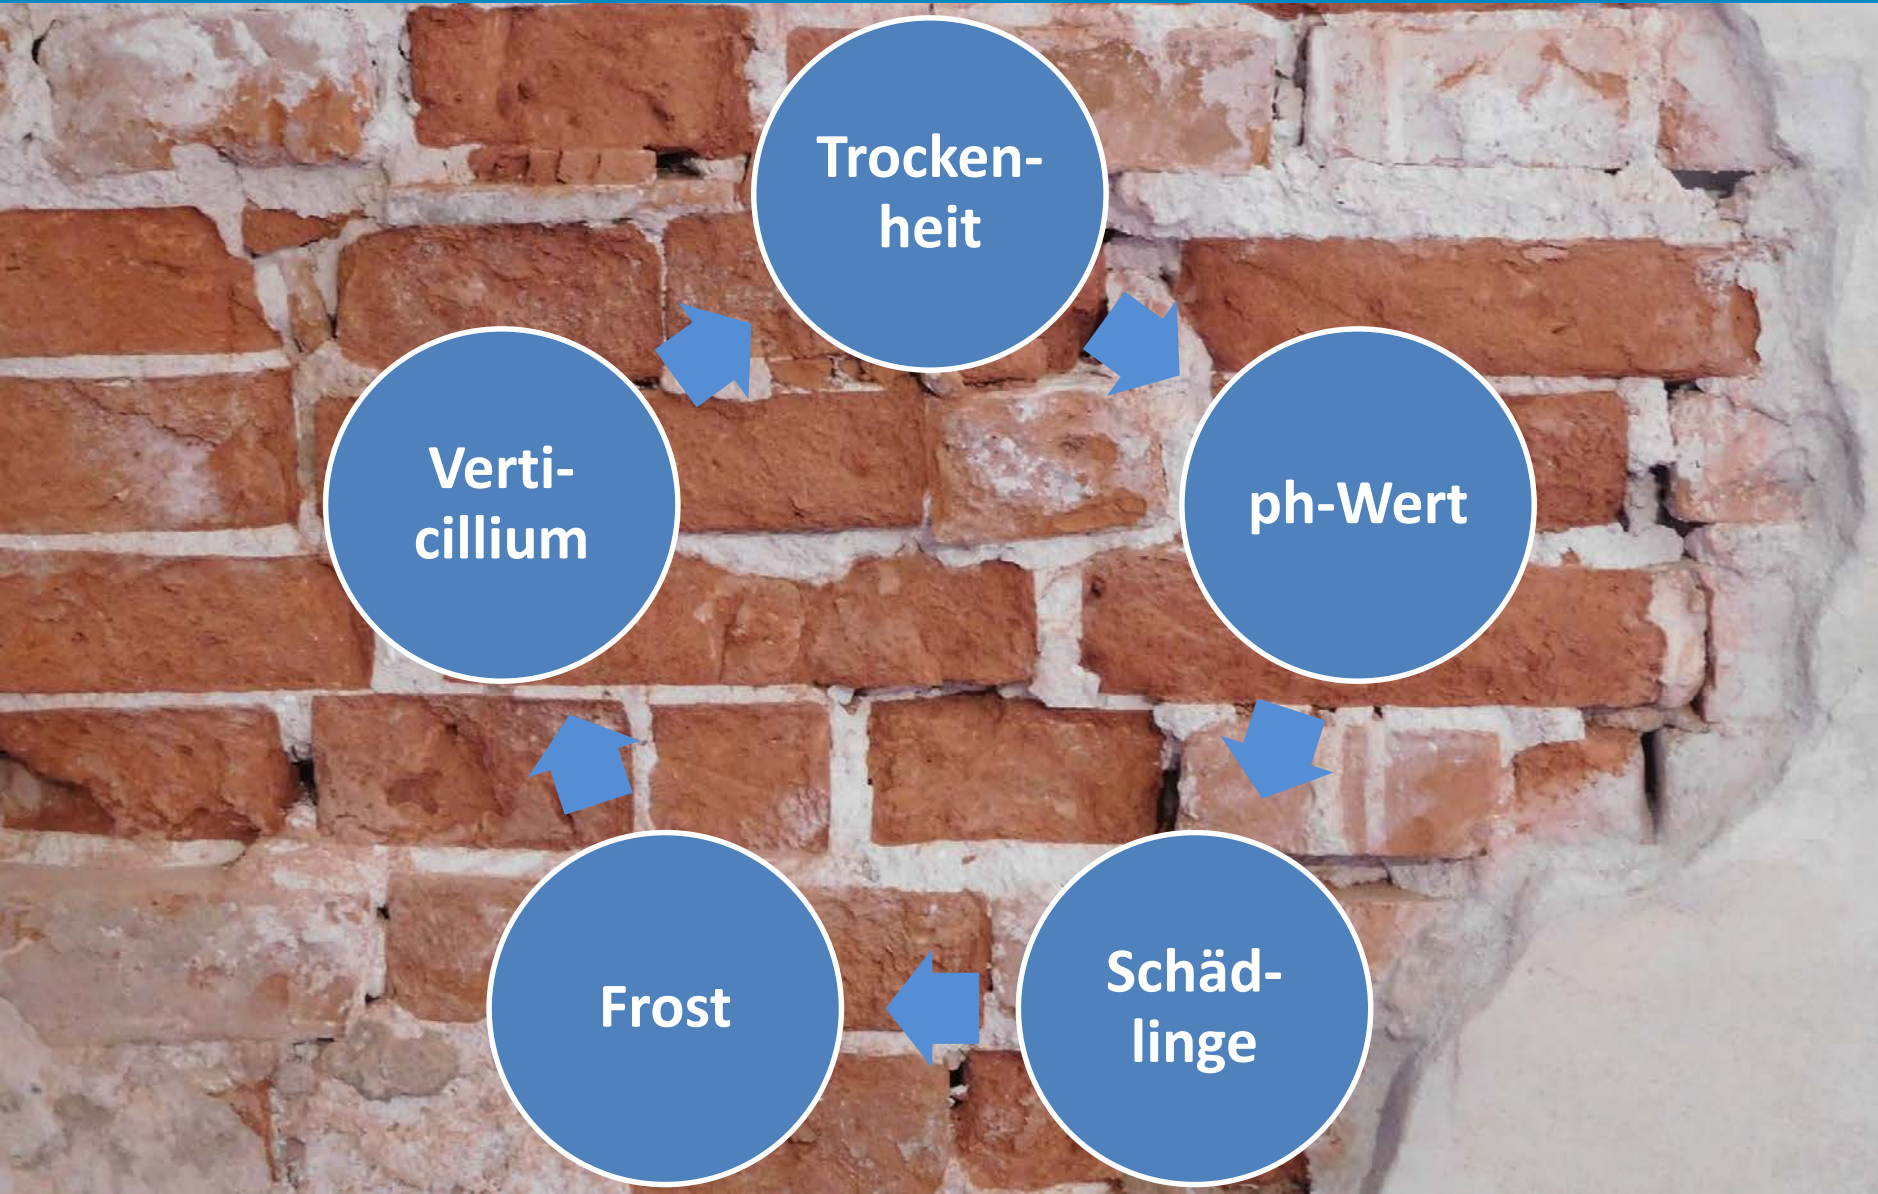 Trocken-
heit
ph-Wert
Schäd-
linge
Frost
Verti-
cillium